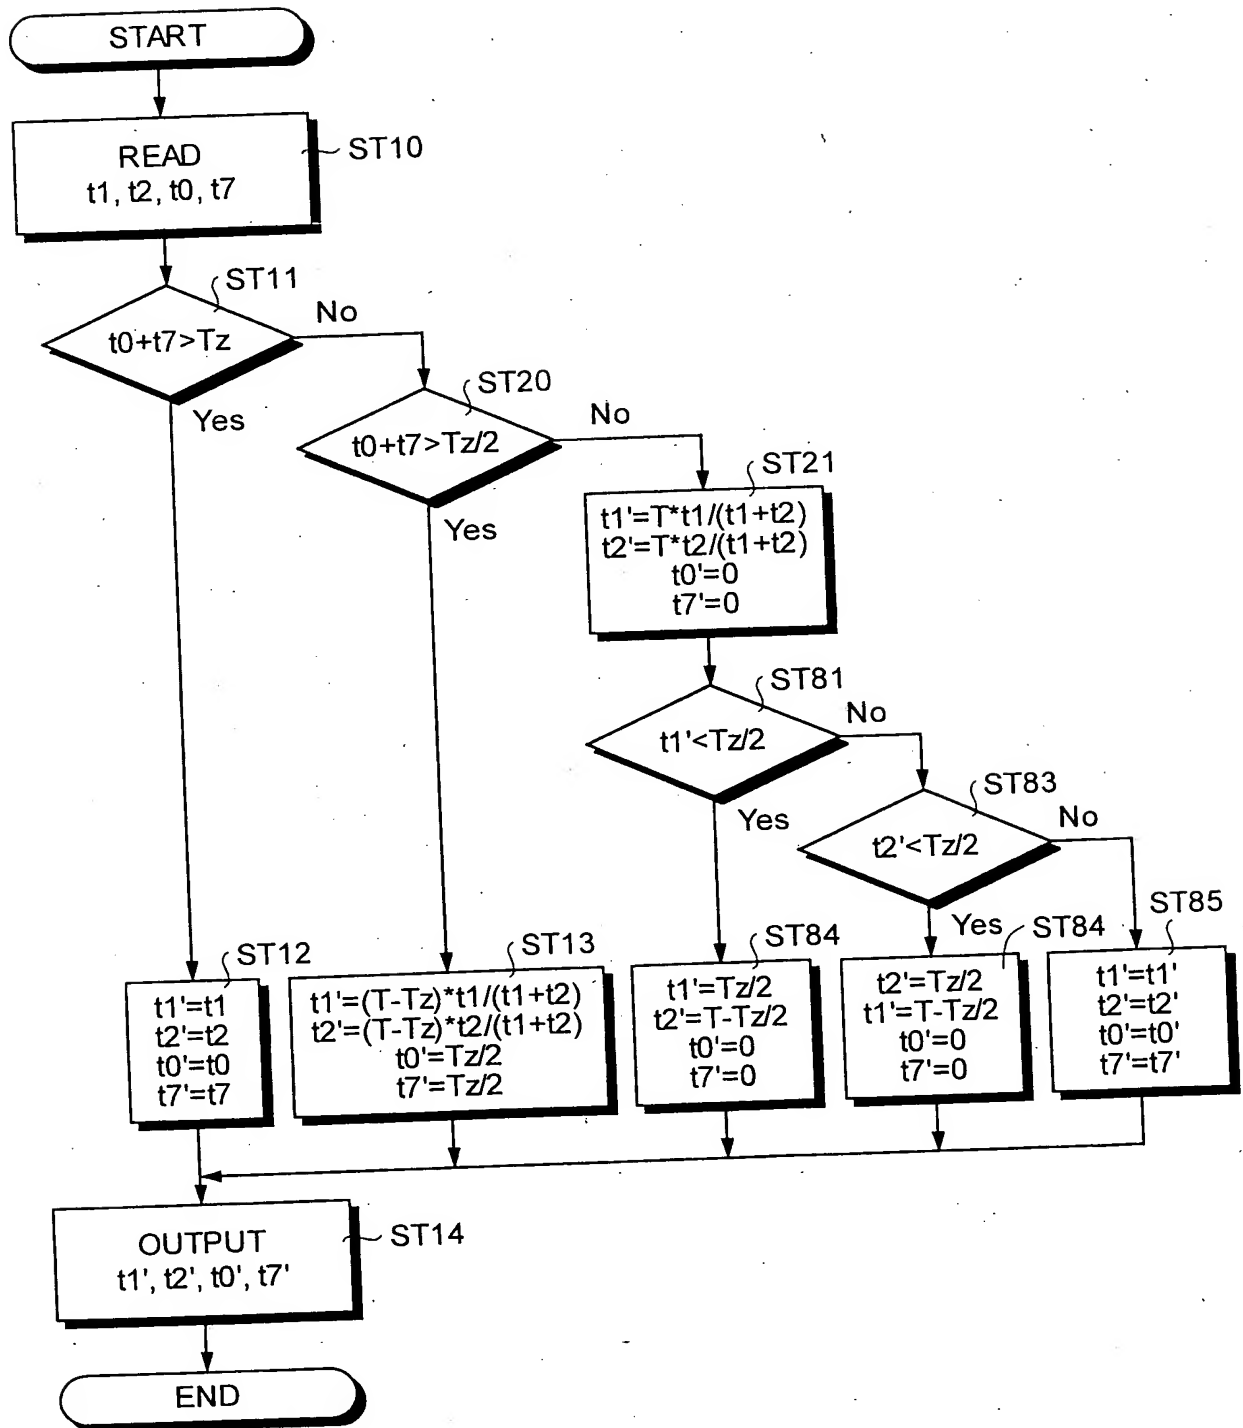 START
READ
t1, t2, t0, t7
ST10
ST11
t0+t7>Tz
No
Yes
ST20
t0+t7>Tz/2
No
Yes
ST21
t1'=T*t1/(t1+t2)
t2'=T*t2/(t1+t2)
t0'=0
t7'=0
ST81
t1'<Tz/2
No
Yes
ST83
t2'<Tz/2
No
Yes
ST12
t1'=t1
t2'=t2
t0'=t0
t7'=t7
ST13
t1'=(T-Tz)*t1/(t1+t2)
t2'=(T-Tz)*t2/(t1+t2)
t0'=Tz/2
t7'=Tz/2
ST84
t1'=Tz/2
t2'=T-Tz/2
t0'=0
t7'=0
ST84
t2'=Tz/2
t1'=T-Tz/2
t0'=0
t7'=0
ST85
t1'=t1'
t2'=t2'
t0'=t0'
t7'=t7'
OUTPUT
t1', t2', t0', t7'
ST14
END